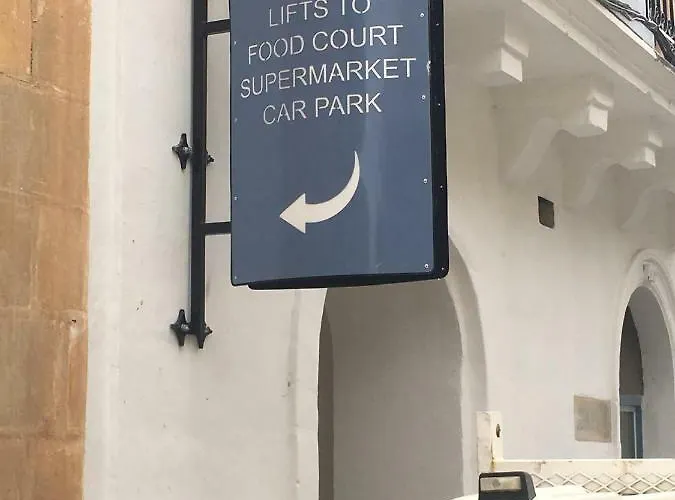 LIFTS TO
FOOD COURT
SUPERMARKET
CAR PARK